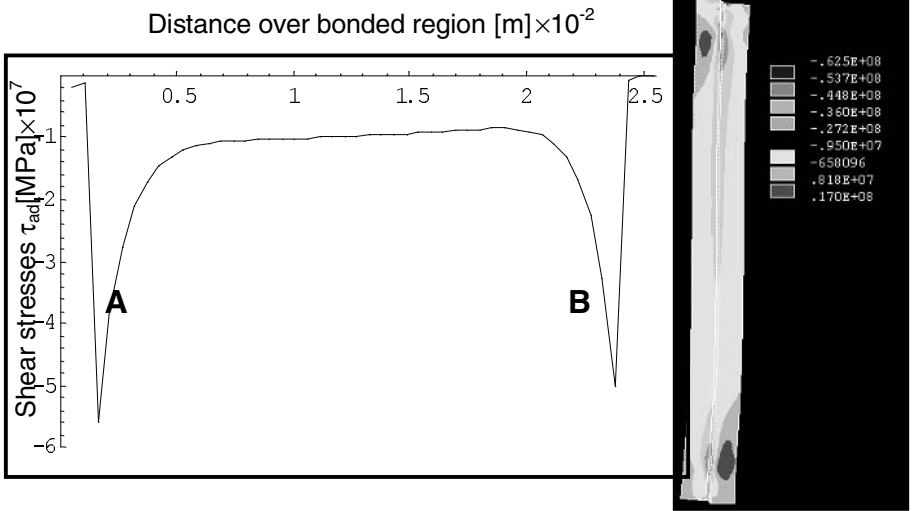 Distance over bonded region [m]×10⁻²
Shear stresses τad[MPa]×10⁷
0.5 1 1.5 2 2.5
-1
-2
-3
-4
-5
-6
A B
-.625E+08
-.537E+08
-.448E+08
-.360E+08
-.272E+08
-.950E+07
-658096
.818E+07
.170E+08